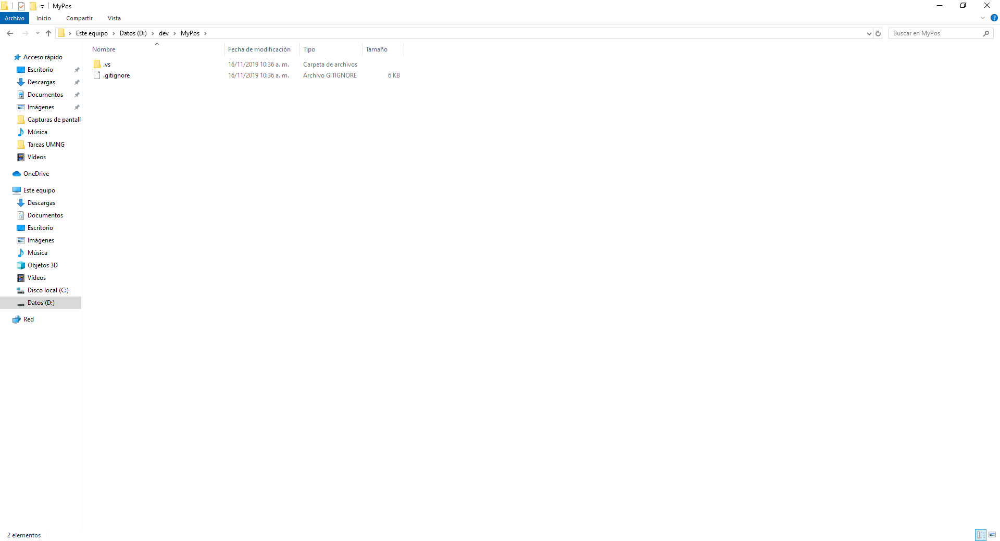 MyPos
Archivo Inicio Compartir Vista
Este equipo Datos (D:) dev MyPos
Buscar en MyPos
Nombre Fecha de modificación Tipo Tamaño
.vs 16/11/2019 10:36 a. m. Carpeta de archivos
.gitignore 16/11/2019 10:36 a. m. Archivo GITIGNORE 6 KB
Acceso rápido
Escritorio
Descargas
Documentos
Imágenes
Capturas de pantall
Música
Tareas UMNG
Vídeos
OneDrive
Este equipo
Descargas
Documentos
Escritorio
Imágenes
Música
Objetos 3D
Vídeos
Disco local (C:)
Datos (D:)
Red
2 elementos